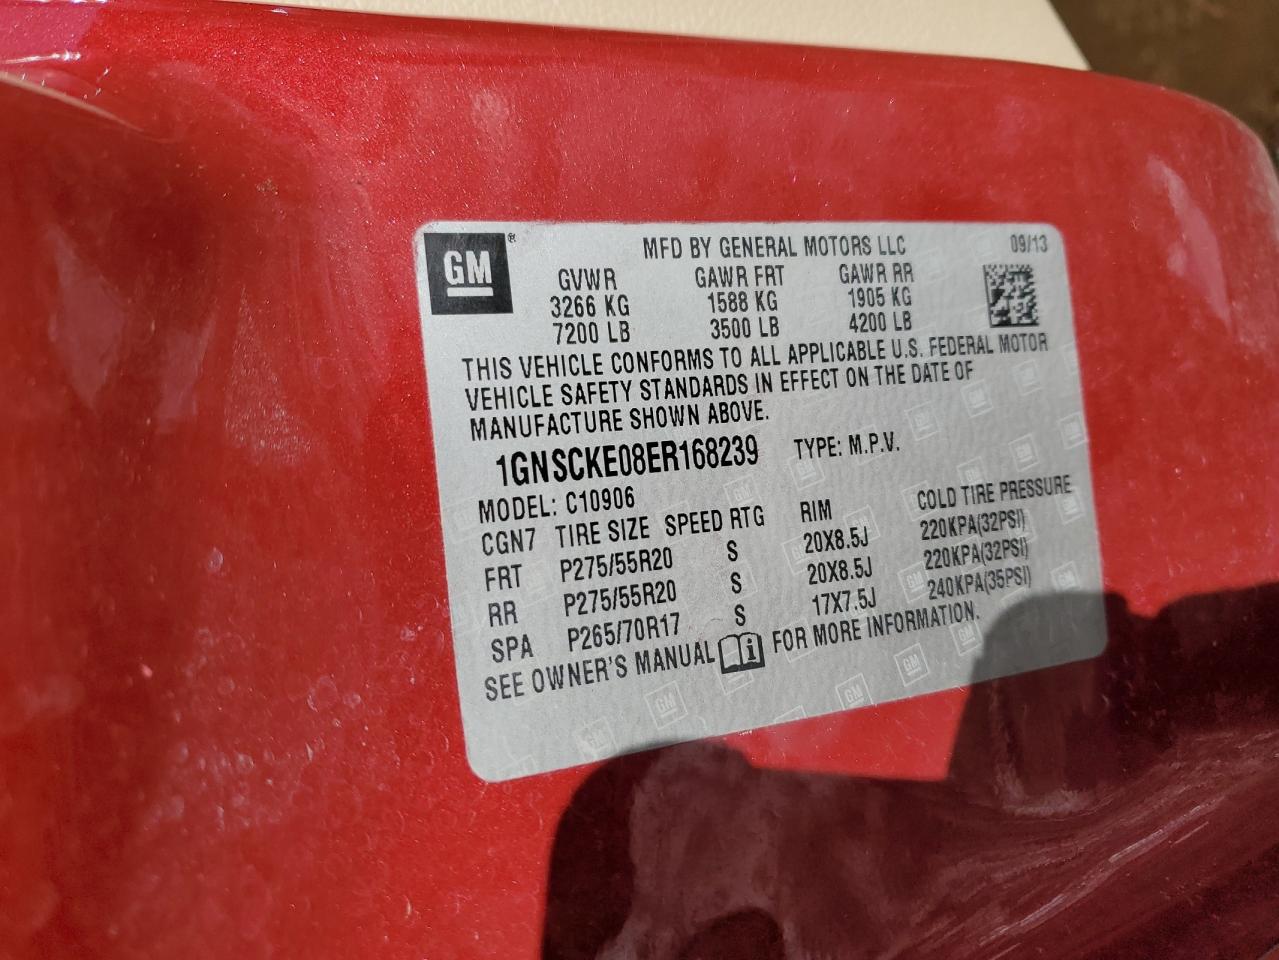 GM®
MFD BY GENERAL MOTORS LLC 09/13
GVWR GAWR FRT GAWR RR
3266 KG 1588 KG 1905 KG
7200 LB 3500 LB 4200 LB
THIS VEHICLE CONFORMS TO ALL APPLICABLE U.S. FEDERAL MOTOR
VEHICLE SAFETY STANDARDS IN EFFECT ON THE DATE OF
MANUFACTURE SHOWN ABOVE.
1GNSCKE08ER168239 TYPE: M.P.V.
MODEL: C10906
CGN7 TIRE SIZE SPEED RTG RIM COLD TIRE PRESSURE
FRT P275/55R20 S 20X8.5J 220KPA(32PSI)
RR P275/55R20 S 20X8.5J 220KPA(32PSI)
SPA P265/70R17 S 17X7.5J 240KPA(35PSI)
SEE OWNER'S MANUAL FOR MORE INFORMATION.